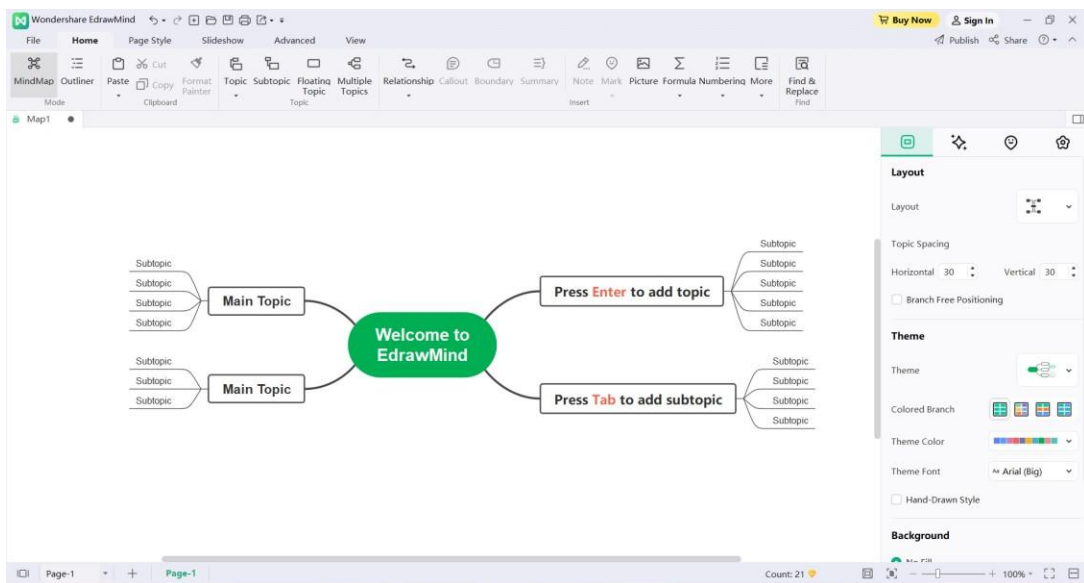 Wondershare EdrawMind
Buy Now
Sign In
File Home Page Style Slideshow Advanced View
Publish Share
MindMap Outliner
Mode
Paste Cut Copy Format Painter
Clipboard
Topic Subtopic Floating Topic Multiple Topics
Topic
Relationship Callout Boundary Summary
Note Mark Picture Formula Numbering More
Insert
Find & Replace
Find
Map1
Subtopic
Subtopic
Subtopic
Subtopic
Main Topic
Subtopic
Subtopic
Subtopic
Main Topic
Welcome to
EdrawMind
Subtopic
Subtopic
Subtopic
Subtopic
Subtopic
Press Enter to add topic
Subtopic
Subtopic
Subtopic
Subtopic
Press Tab to add subtopic
Layout
Layout
Topic Spacing
Horizontal 30 Vertical 30
Branch Free Positioning
Theme
Theme
Colored Branch
Theme Color
Theme Font Aa Arial (Big)
Hand-Drawn Style
Background
No Fill
Page-1
Page-1
Count: 21
100%